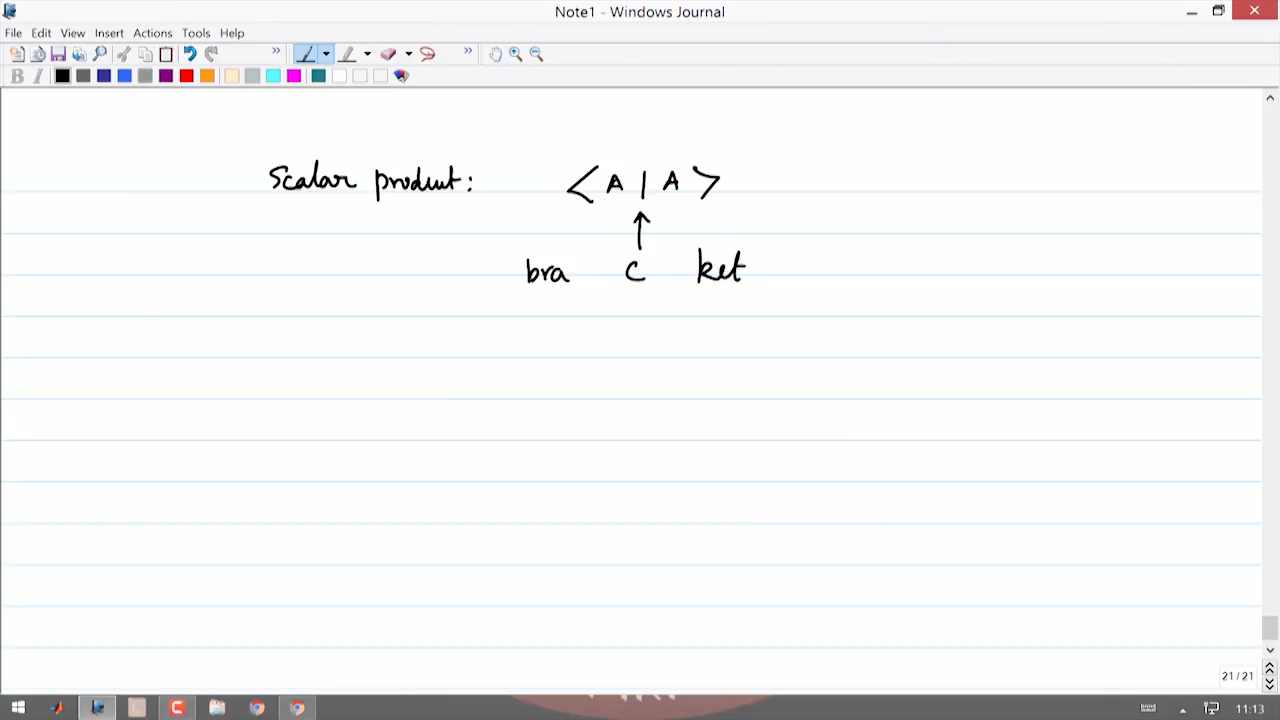 Note1 - Windows Journal
File Edit View Insert Actions Tools Help
B I
Scalar product: < A | A >
bra c ket
21 / 21
11:13